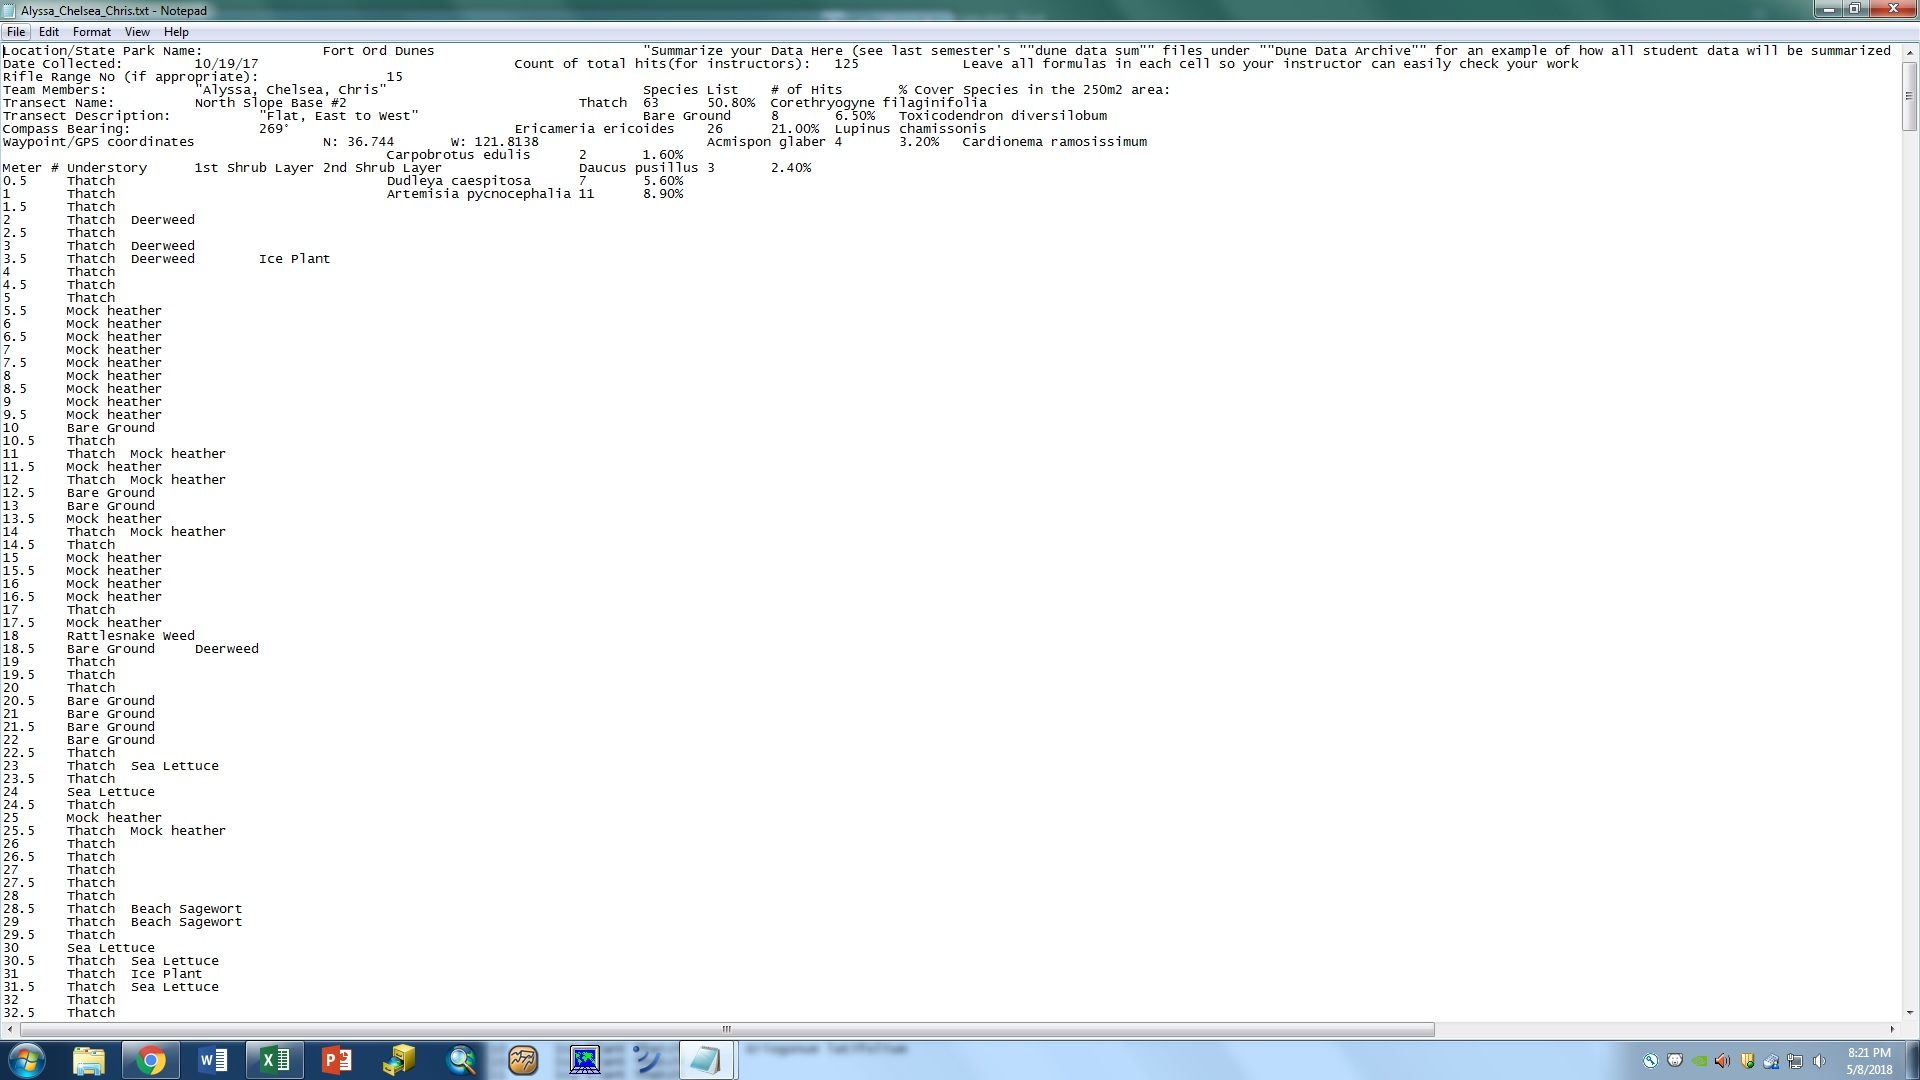 Alyssa_Chelsea_Chris.txt - Notepad
File Edit Format View Help
Location/State Park Name: Fort Ord Dunes "Summarize your Data Here (see last semester's ""dune data sum"" files under ""Dune Data Archive"" for an example of how all student data will be summarized
Date Collected: 10/19/17 Count of total hits(for instructors): 125 Leave all formulas in each cell so your instructor can easily check your work
Rifle Range No (if appropriate): 15
Team Members: "Alyssa, Chelsea, Chris" Species List # of Hits % Cover Species in the 250m2 area:
Transect Name: North Slope Base #2 Thatch 63 50.80% Corethryogyne filaginifolia
Transect Description: "Flat, East to West" Bare Ground 8 6.50% Toxicodendron diversilobum
Compass Bearing: 269° Ericameria ericoides 26 21.00% Lupinus chamissonis
Waypoint/GPS coordinates N: 36.744 W: 121.8138 Acmispon glaber 4 3.20% Cardionema ramosissimum
Carpobrotus edulis 2 1.60%
Meter # Understory 1st Shrub Layer 2nd Shrub Layer Daucus pusillus 3 2.40%
0.5 Thatch Dudleya caespitosa 7 5.60%
1 Thatch Artemisia pycnocephalia 11 8.90%
1.5 Thatch
2 Thatch Deerweed
2.5 Thatch
3 Thatch Deerweed
3.5 Thatch Deerweed Ice Plant
4 Thatch
4.5 Thatch
5 Thatch
5.5 Mock heather
6 Mock heather
6.5 Mock heather
7 Mock heather
7.5 Mock heather
8 Mock heather
8.5 Mock heather
9 Mock heather
9.5 Mock heather
10 Bare Ground
10.5 Thatch
11 Thatch Mock heather
11.5 Mock heather
12 Thatch Mock heather
12.5 Bare Ground
13 Bare Ground
13.5 Mock heather
14 Thatch Mock heather
14.5 Thatch
15 Mock heather
15.5 Mock heather
16 Mock heather
16.5 Mock heather
17 Thatch
17.5 Mock heather
18 Rattlesnake Weed
18.5 Bare Ground Deerweed
19 Thatch
19.5 Thatch
20 Thatch
20.5 Bare Ground
21 Bare Ground
21.5 Bare Ground
22 Bare Ground
22.5 Thatch
23 Thatch Sea Lettuce
23.5 Thatch
24 Sea Lettuce
24.5 Thatch
25 Mock heather
25.5 Thatch Mock heather
26 Thatch
26.5 Thatch
27 Thatch
27.5 Thatch
28 Thatch
28.5 Thatch Beach Sagewort
29 Thatch Beach Sagewort
29.5 Thatch
30 Sea Lettuce
30.5 Thatch Sea Lettuce
31 Thatch Ice Plant
31.5 Thatch Sea Lettuce
32 Thatch
32.5 Thatch
8:21 PM
5/8/2018